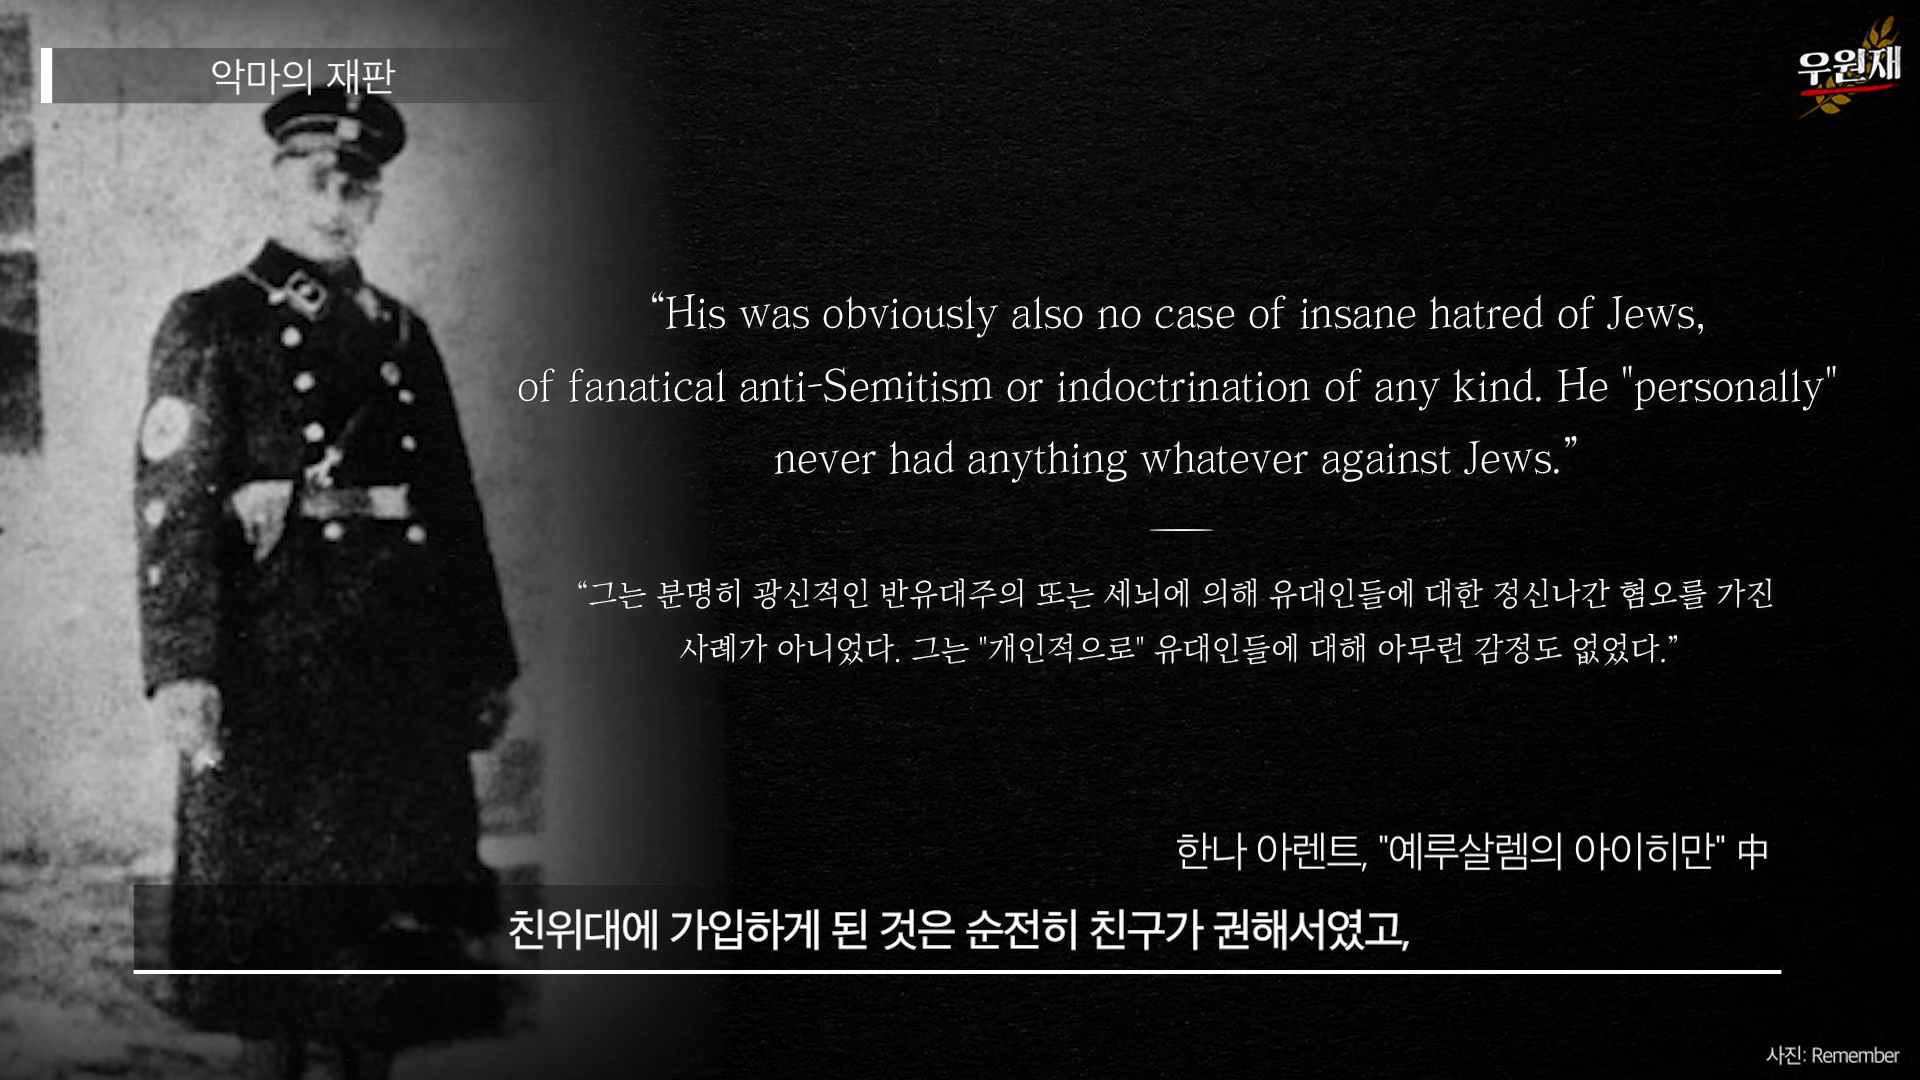 악마의 재판
우원재
“His was obviously also no case of insane hatred of Jews,
of fanatical anti-Semitism or indoctrination of any kind. He "personally"
never had anything whatever against Jews.”
“그는 분명히 광신적인 반유대주의 또는 세뇌에 의해 유대인들에 대한 정신나간 혐오를 가진
사례가 아니었다. 그는 "개인적으로" 유대인들에 대해 아무런 감정도 없었다.”
한나 아렌트, "예루살렘의 아이히만" 中
친위대에 가입하게 된 것은 순전히 친구가 권해서였고,
사진: Remember